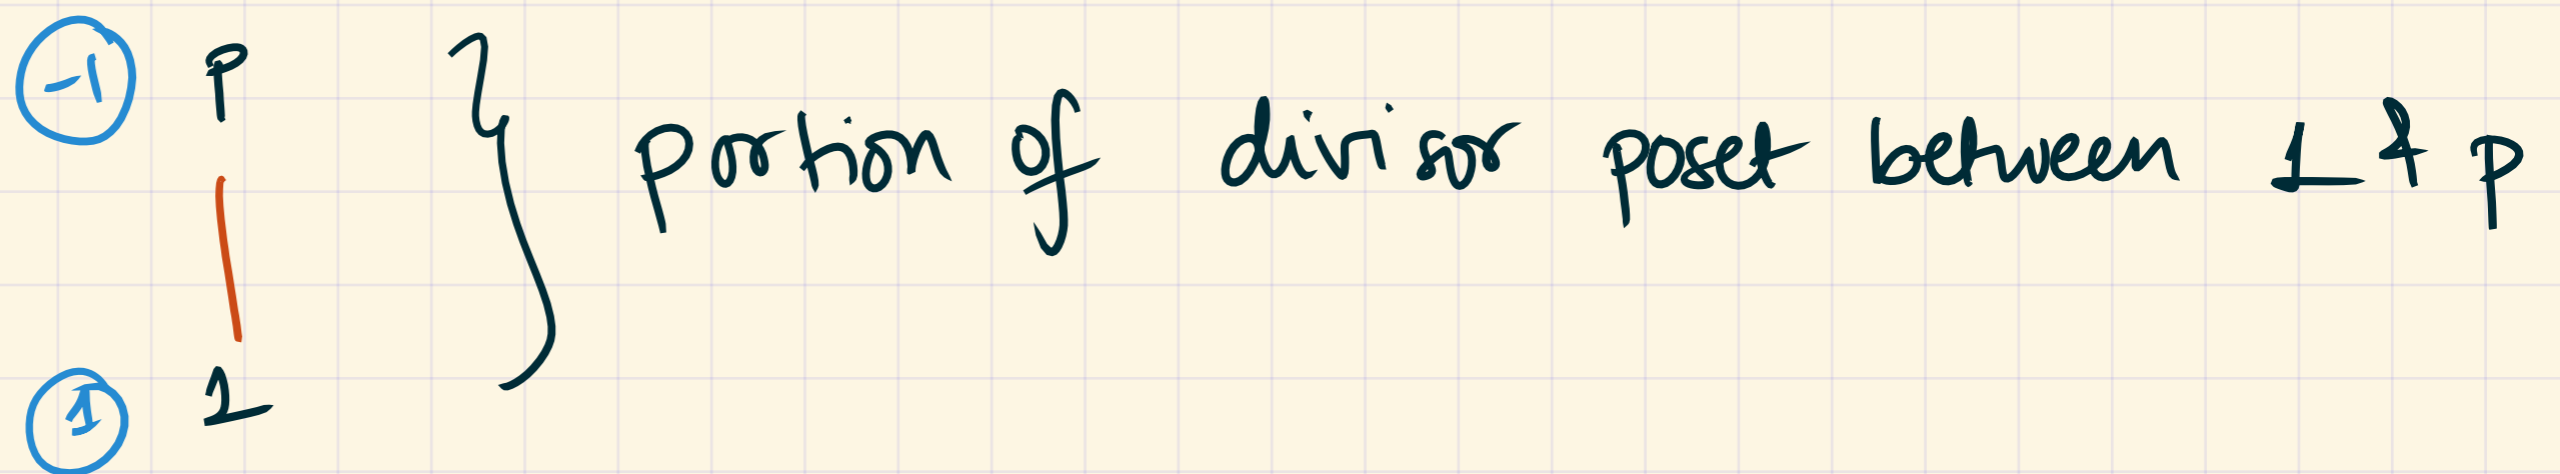 -1 p
portion of divisor poset between 1 & p
1 1